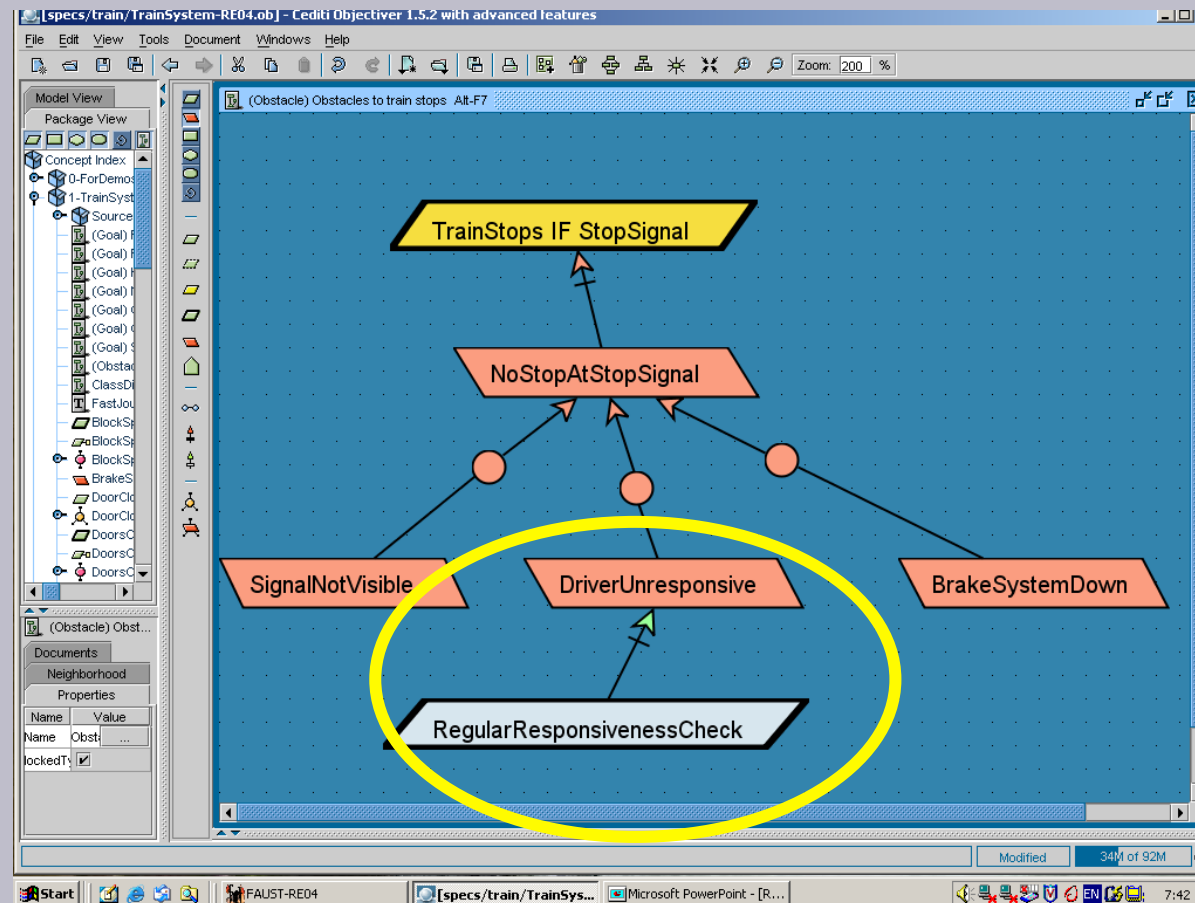 [specs/train/TrainSystem-RE04.ob] - Cediti Objectiver 1.5.2 with advanced features
File Edit View Tools Document Windows Help
Zoom: 200 %
Model View
Package View
Concept Index
0-ForDemos
1-TrainSyst
Source
(Goal) F
(Goal) F
(Goal)
(Goal)
(Goal)
(Goal)
(Goal) S
(Obstac
ClassDi
FastJou
BlockSp
BlockSp
BlockSp
BrakeS
DoorClo
DoorClo
DoorsC
DoorsC
DoorsC
(Obstacle) Obst...
Documents
Neighborhood
Properties
Name Value
Name Obsta ...
lockedTy
(Obstacle) Obstacles to train stops Alt-F7
TrainStops IF StopSignal
NoStopAtStopSignal
SignalNotVisible DriverUnresponsive BrakeSystemDown
RegularResponsivenessCheck
Modified 34M of 92M
Start FAUST-RE04 [specs/train/TrainSys... Microsoft PowerPoint - [R... EN 7:42